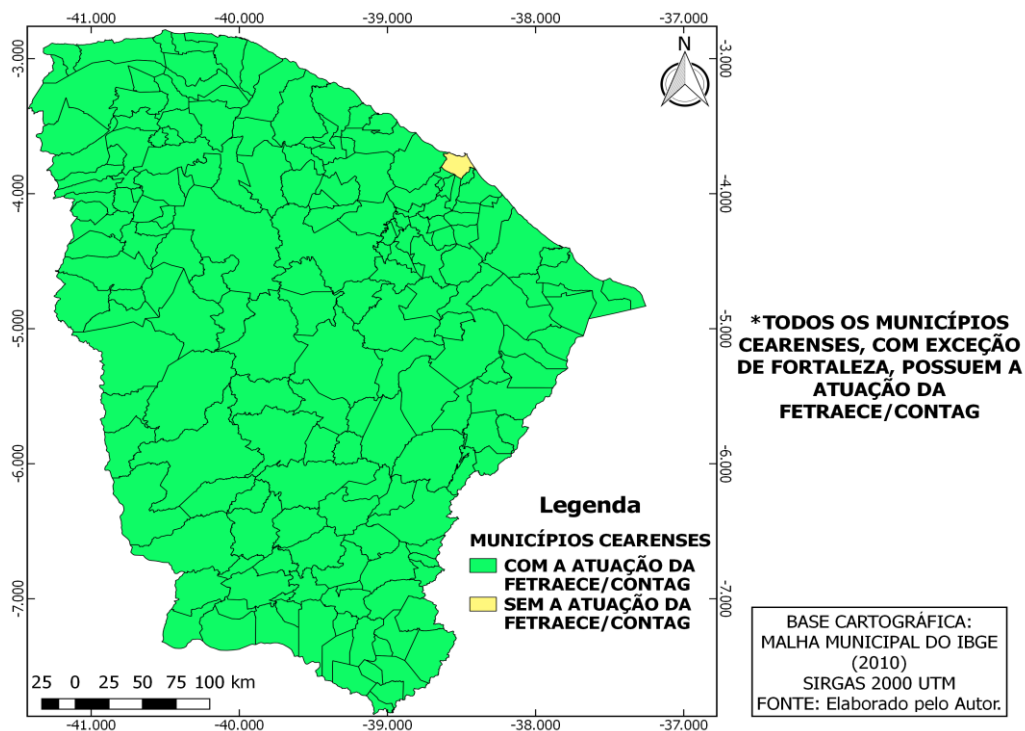 -41.000 -40.000 -39.000 -38.000 -37.000
-3.000
-4.000
-5.000
-6.000
-7.000
N
-3.000
-4.000
-5.000
-6.000
-7.000
*TODOS OS MUNICÍPIOS
CEARENSES, COM EXCEÇÃO
DE FORTALEZA, POSSUEM A
ATUAÇÃO DA
FETRAECE/CONTAG
Legenda
MUNICÍPIOS CEARENSES
COM A ATUAÇÃO DA
FETRAECE/CONTAG
SEM A ATUAÇÃO DA
FETRAECE/CONTAG
BASE CARTOGRÁFICA:
MALHA MUNICIPAL DO IBGE
(2010)
SIRGAS 2000 UTM
FONTE: Elaborado pelo Autor.
25 0 25 50 75 100 km
-41.000 -40.000 -39.000 -38.000 -37.000